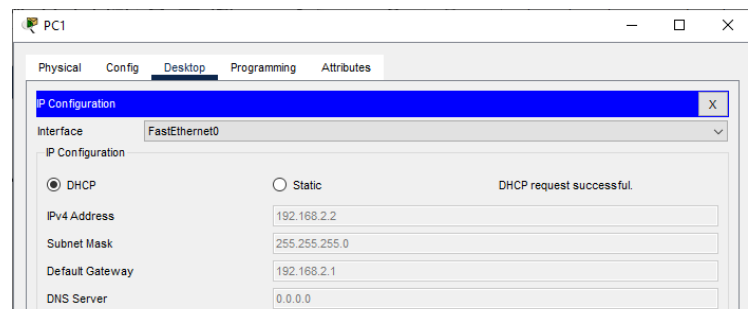 PC1
Physical Config Desktop Programming Attributes
IP Configuration X
Interface FastEthernet0
IP Configuration
DHCP Static DHCP request successful.
IPv4 Address 192.168.2.2
Subnet Mask 255.255.255.0
Default Gateway 192.168.2.1
DNS Server 0.0.0.0